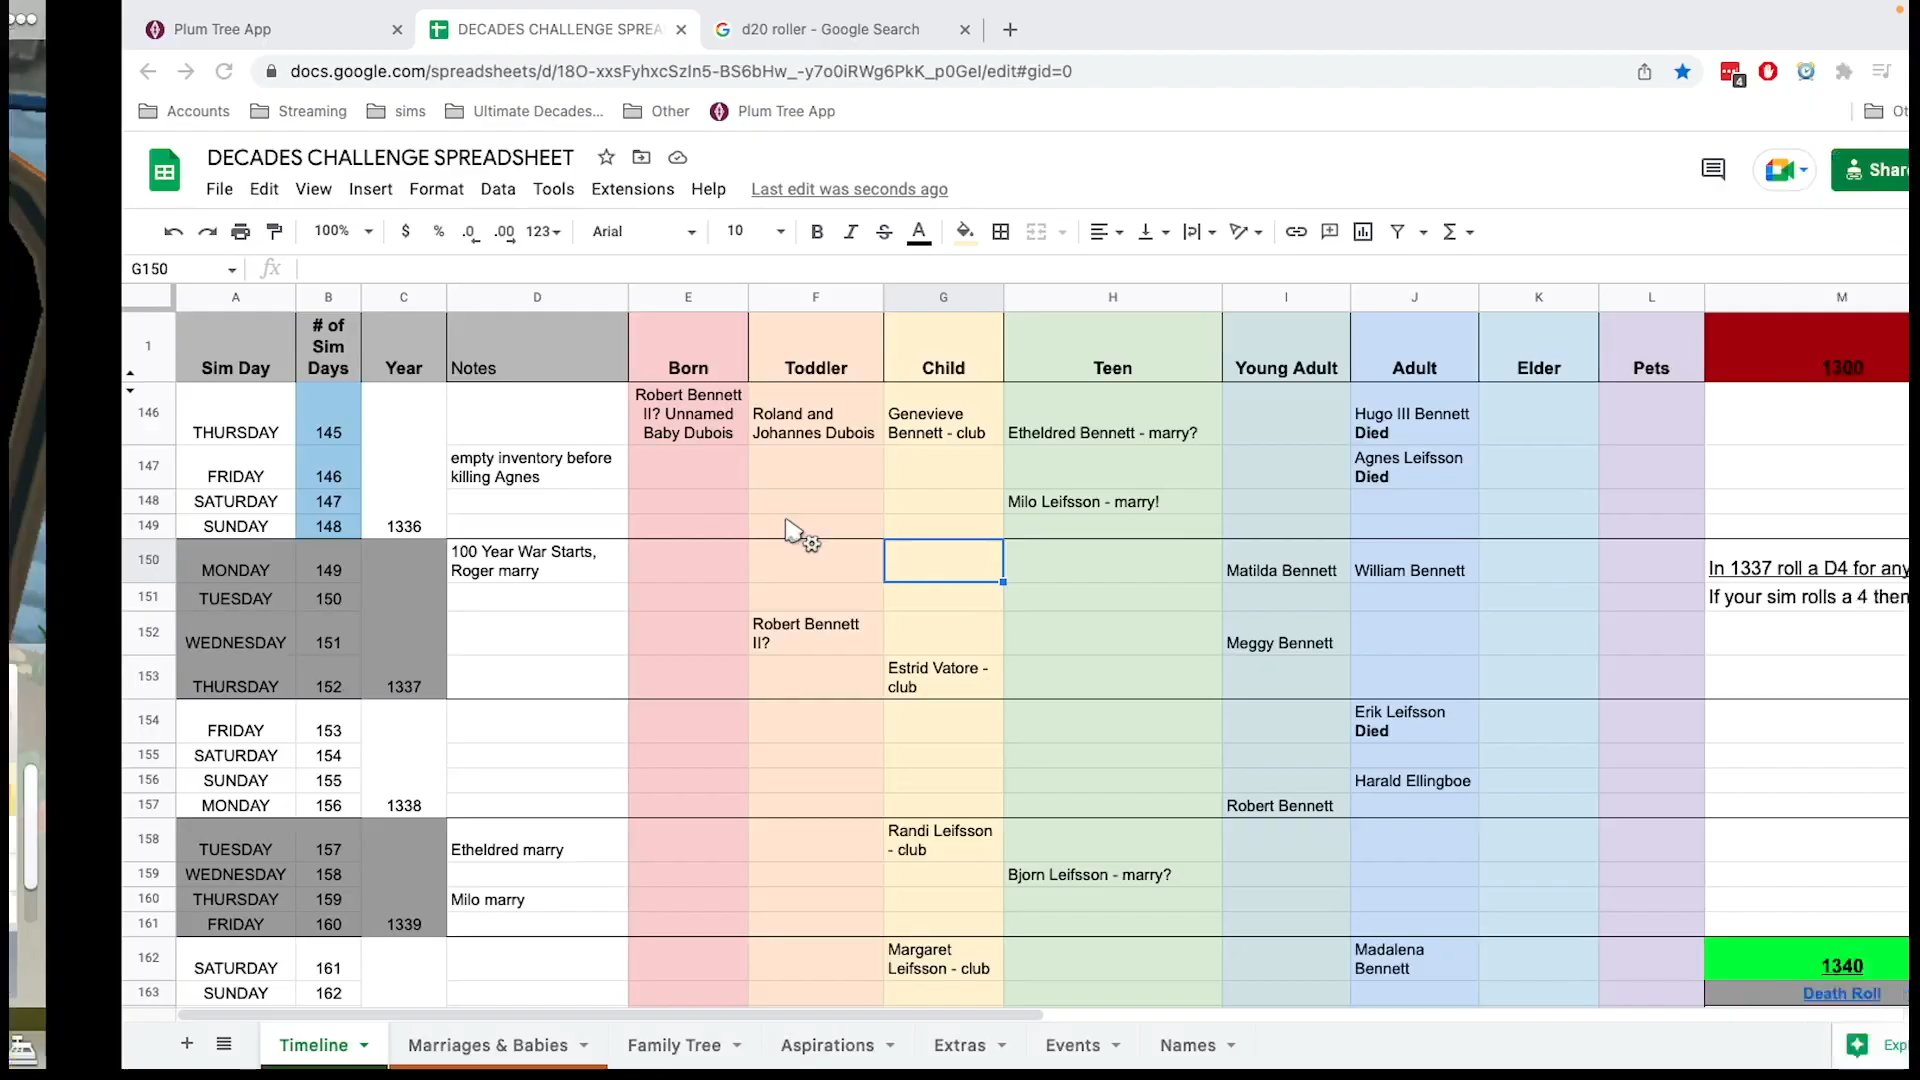 Plum Tree App
DECADES CHALLENGE SPREA
d20 roller - Google Search
docs.google.com/spreadsheets/d/18O-xxsFyhxcSzIn5-BS6bHw_-y7o0iRWg6PkK_p0GeI/edit#gid=0
4
Accounts Streaming sims Ultimate Decades... Other Plum Tree App Ot
DECADES CHALLENGE SPREADSHEET
Share
File Edit View Insert Format Data Tools Extensions Help Last edit was seconds ago
100% $ % .0 .00 123 Arial 10 B I S A
G150 fx
A B C D E F G H I J K L M
1 Sim Day # of Sim Days Year Notes Born Toddler Child Teen Young Adult Adult Elder Pets 1300
146 THURSDAY 145 Robert Bennett II? Unnamed Baby Dubois Roland and Johannes Dubois Genevieve Bennett - club Etheldred Bennett - marry? Hugo III Bennett Died
147 FRIDAY 146 empty inventory before killing Agnes Agnes Leifsson Died
148 SATURDAY 147 Milo Leifsson - marry!
149 SUNDAY 148 1336
150 MONDAY 149 100 Year War Starts, Roger marry Matilda Bennett William Bennett In 1337 roll a D4 for any
151 TUESDAY 150 If your sim rolls a 4 then
152 WEDNESDAY 151 Robert Bennett II? Meggy Bennett
153 THURSDAY 152 1337 Estrid Vatore - club
154 FRIDAY 153 Erik Leifsson Died
155 SATURDAY 154
156 SUNDAY 155 Harald Ellingboe
157 MONDAY 156 1338 Robert Bennett
158 TUESDAY 157 Etheldred marry Randi Leifsson - club
159 WEDNESDAY 158 Bjorn Leifsson - marry?
160 THURSDAY 159 Milo marry
161 FRIDAY 160 1339
162 SATURDAY 161 Margaret Leifsson - club Madalena Bennett 1340
163 SUNDAY 162 Death Roll
Timeline Marriages & Babies Family Tree Aspirations Extras Events Names Expl